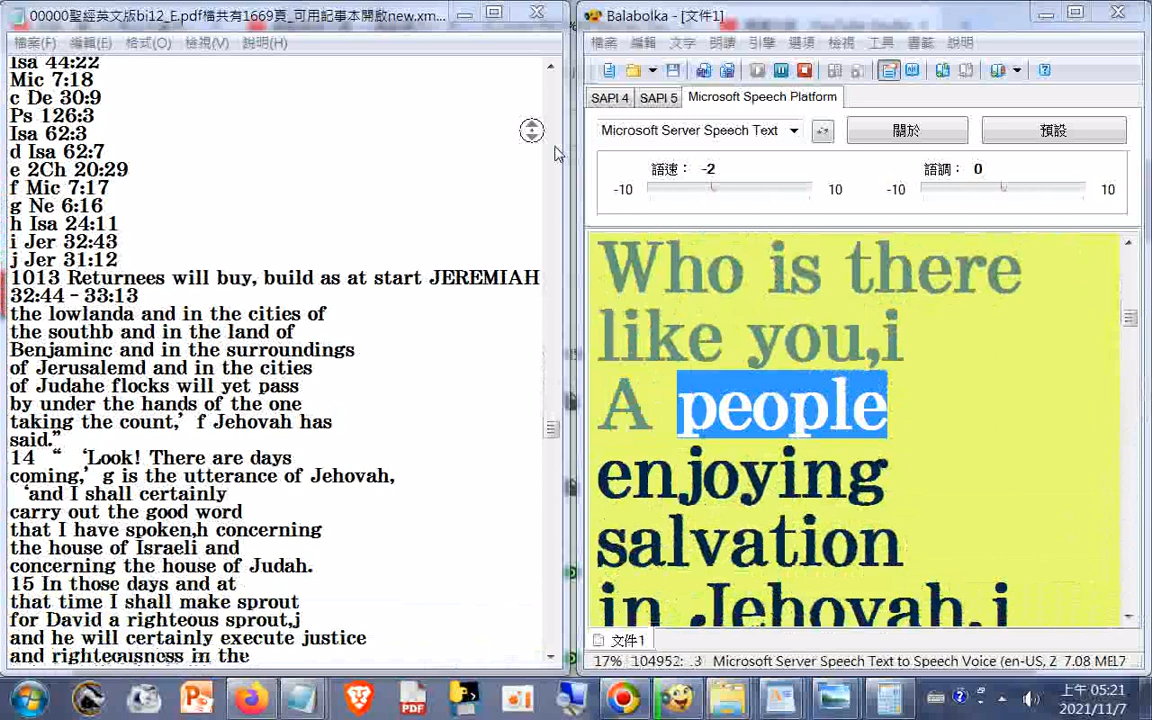 00000聖經英文版bi12_E.pdf檔共有1669頁_可用記事本開啟new.xm...
檔案(F) 編輯(E) 格式(O) 檢視(V) 說明(H)
Isa 44:22
Mic 7:18
c De 30:9
Ps 126:3
Isa 62:3
d Isa 62:7
e 2Ch 20:29
f Mic 7:17
g Ne 6:16
h Isa 24:11
i Jer 32:43
j Jer 31:12
1013 Returnees will buy, build as at start JEREMIAH
32:44-33:13
the lowlanda and in the cities of
the southb and in the land of
Benjaminc and in the surroundings
of Jerusalemd and in the cities
of Judahe flocks will yet pass
by under the hands of the one
taking the count,’ f Jehovah has
said.”
14 “ ‘Look! There are days
coming,’ g is the utterance of Jehovah,
‘and I shall certainly
carry out the good word
that I have spoken,h concerning
the house of Israeli and
concerning the house of Judah.
15 In those days and at
that time I shall make sprout
for David a righteous sprout,j
and he will certainly execute justice
and righteousness in the
Balabolka - [文件1]
檔案 編輯 文字 朗讀 引擎 選項 檢視 工具 書籤 說明
SAPI 4 SAPI 5 Microsoft Speech Platform
Microsoft Server Speech Text 關於 預設
語速： -2 語調： 0
-10 10 -10 10
Who is there
like you,i
A people
enjoying
salvation
in Jehovah,j
文件1
17% 104952: .3 Microsoft Server Speech Text to Speech Voice (en-US, Z 7.08 MEL7
PDF
上午 05:21
2021/11/7